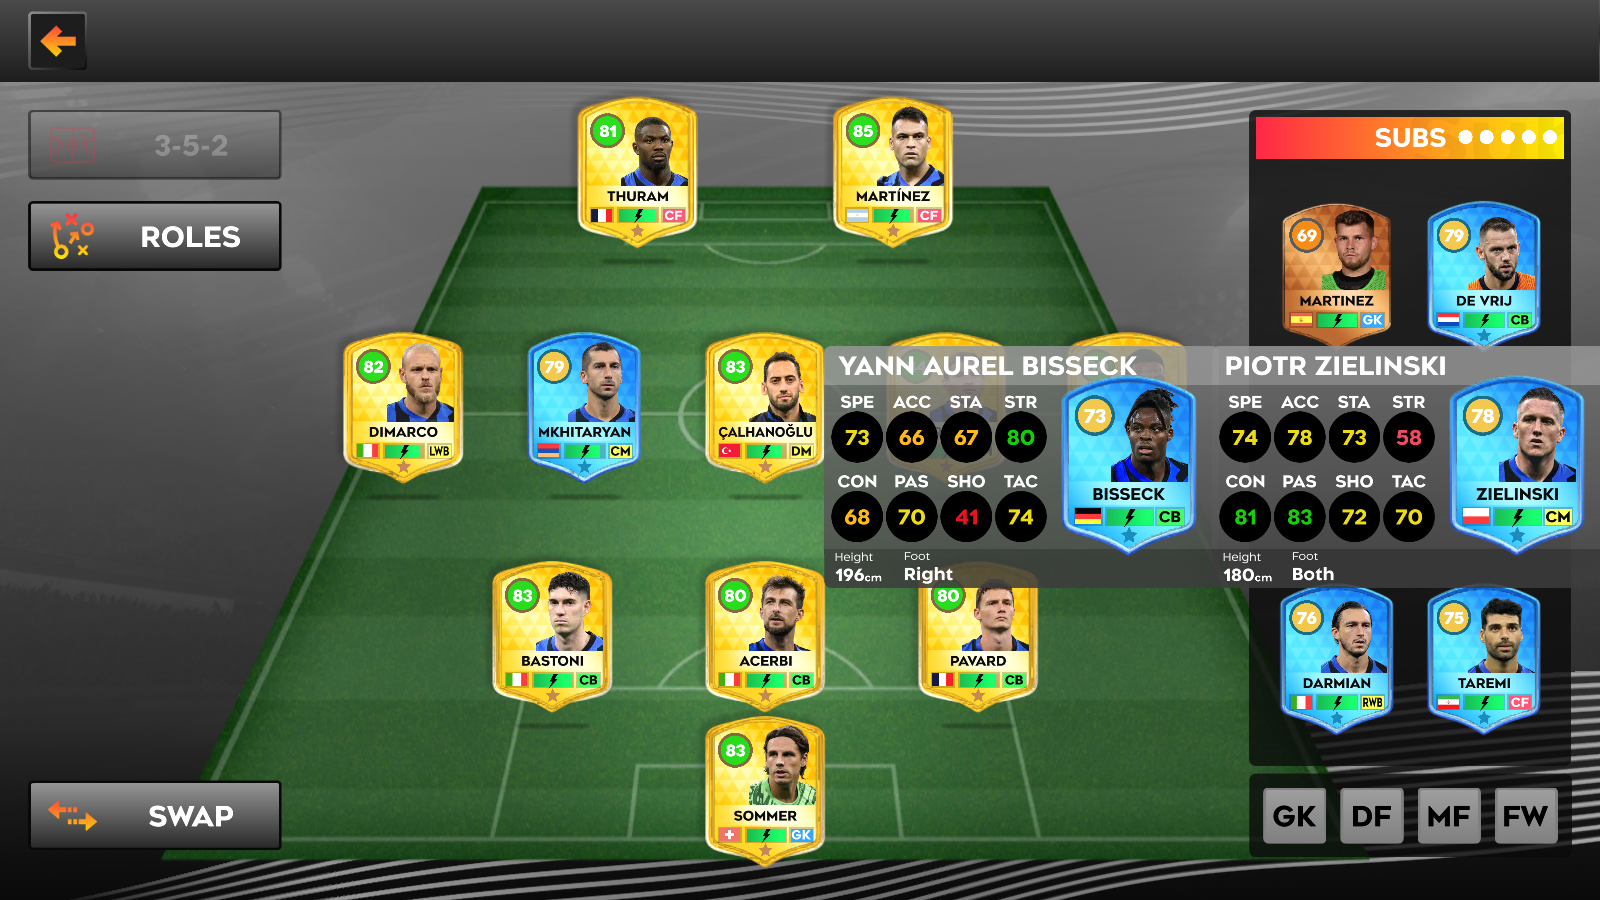 3-5-2
ROLES
SWAP
81
THURAM
CF
85
MARTÍNEZ
CF
SUBS
69
MARTINEZ
GK
79
DE VRIJ
CB
82
DIMARCO
LWB
79
MKHITARYAN
CM
83
ÇALHANOĞLU
DM
YANN AUREL BISSECK
SPE ACC STA STR
73 66 67 80
CON PAS SHO TAC
68 70 41 74
Height Foot
196cm Right
73
BISSECK
CB
PIOTR ZIELINSKI
SPE ACC STA STR
74 78 73 58
CON PAS SHO TAC
81 83 72 70
Height Foot
180cm Both
78
ZIELINSKI
CM
83
BASTONI
CB
80
ACERBI
CB
80
PAVARD
CB
76
DARMIAN
RWB
75
TAREMI
CF
83
SOMMER
GK
GK DF MF FW